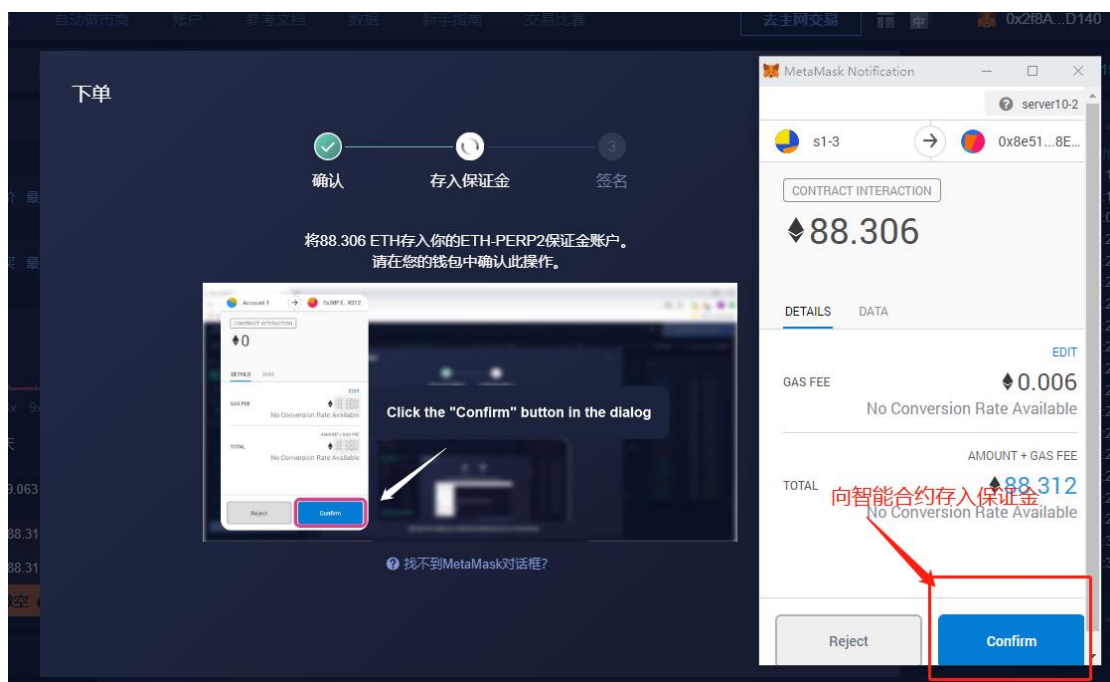 自动做市商 账户 参考文档 数据 新手指南 交易比赛 去主网交易 中 0x2f8A...D140
下单
确认 存入保证金 3 签名
将88.306 ETH存入你的ETH-PERP2保证金账户。
请在您的钱包中确认此操作。
Account 1
CONTRACT INTERACTION
0
DETAILS DATA
EDIT
GAS FEE
No Conversion Rate Available
AMOUNT + GAS FEE
TOTAL
No Conversion Rate Available
Reject Confirm
Click the "Confirm" button in the dialog
找不到MetaMask对话框?
MetaMask Notification
server10-2
s1-3 0x8e51...8E...
CONTRACT INTERACTION
88.306
DETAILS DATA
EDIT
GAS FEE 0.006
No Conversion Rate Available
AMOUNT + GAS FEE
TOTAL 88.312
No Conversion Rate Available
向智能合约存入保证金
Reject Confirm
9.063
88.31
88.31